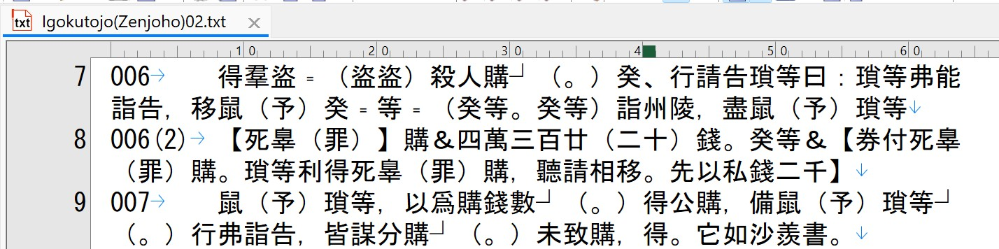 Igokutojo(Zenjoho)02.txt
10 20 30 4 50 60
7 006→ 得羣盗﹦（盗盗）殺人購┘（。）癸、行請告瑣等曰：瑣等弗能
詣告，移鼠（予）癸﹦等﹦（癸等。癸等）詣州陵，盡鼠（予）瑣等↓
8 006(2)→ 【死辠（罪）】購＆四萬三百廿（二十）錢。癸等＆【券付死辠
（罪）購。瑣等利得死辠（罪）購，聽請相移。先以私錢二千】↓
9 007→ 鼠（予）瑣等，以爲購錢數┘（。）得公購，備鼠（予）瑣等┘
（。）行弗詣告，皆謀分購┘（。）未致購，得。它如沙羨書。↓